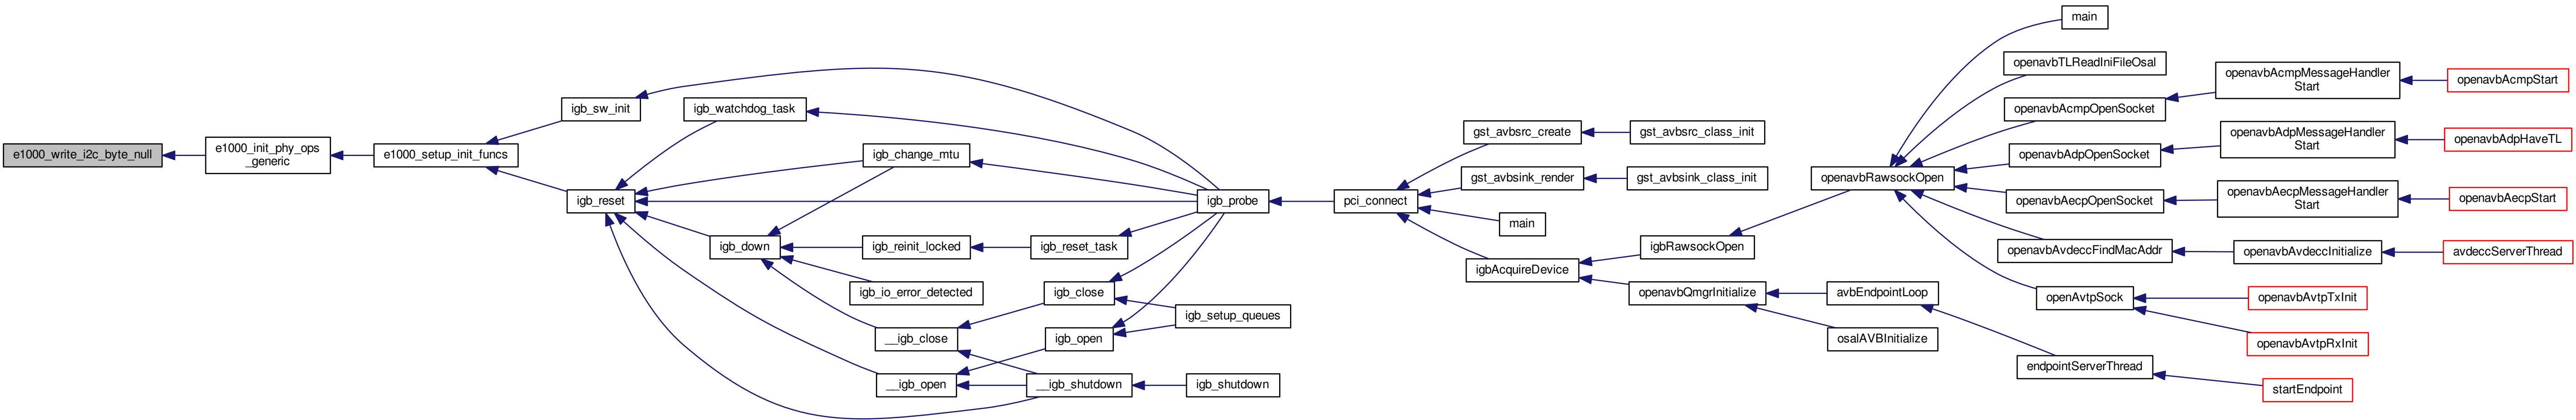 e1000_write_i2c_byte_null
e1000_init_phy_ops
_generic
e1000_setup_init_funcs
igb_sw_init
igb_reset
igb_watchdog_task
igb_down
igb_change_mtu
igb_reinit_locked
igb_io_error_detected
__igb_close
__igb_open
igb_reset_task
igb_close
igb_open
__igb_shutdown
igb_probe
igb_setup_queues
igb_shutdown
pci_connect
gst_avbsrc_create
gst_avbsink_render
main
igbAcquireDevice
gst_avbsrc_class_init
gst_avbsink_class_init
igbRawsockOpen
openavbQmgrInitialize
openavbRawsockOpen
avbEndpointLoop
osalAVBInitialize
main
openavbTLReadIniFileOsal
openavbAcmpOpenSocket
openavbAdpOpenSocket
openavbAecpOpenSocket
openavbAvdeccFindMacAddr
openAvtpSock
endpointServerThread
openavbAcmpMessageHandler
Start
openavbAdpMessageHandler
Start
openavbAecpMessageHandler
Start
openavbAvdeccInitialize
openavbAvtpTxInit
openavbAvtpRxInit
startEndpoint
openavbAcmpStart
openavbAdpHaveTL
openavbAecpStart
avdeccServerThread